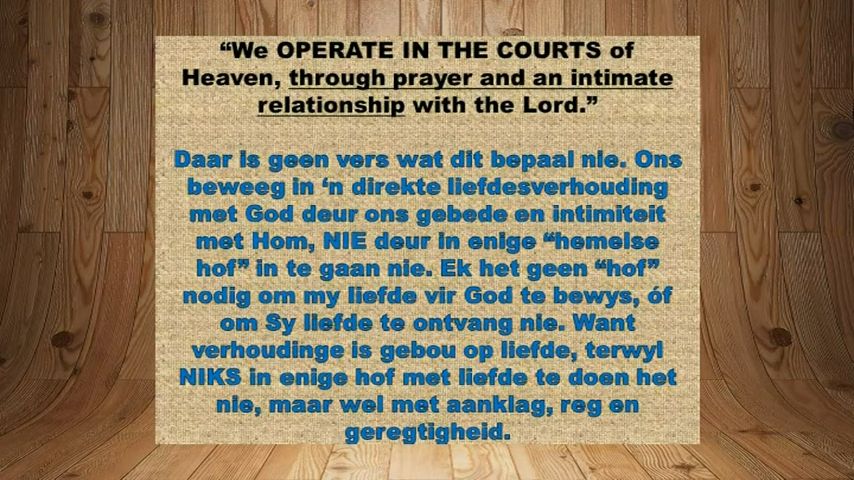 “We OPERATE IN THE COURTS of
Heaven, through prayer and an intimate
relationship with the Lord.”
Daar is geen vers wat dit bepaal nie. Ons
beweeg in ‘n direkte liefdesverhouding
met God deur ons gebede en intimiteit
met Hom, NIE deur in enige “hemelse
hof” in te gaan nie. Ek het geen “hof”
nodig om my liefde vir God te bewys, óf
om Sy liefde te ontvang nie. Want
verhoudinge is gebou op liefde, terwyl
NIKS in enige hof met liefde te doen het
nie, maar wel met aanklag, reg en
geregtigheid.